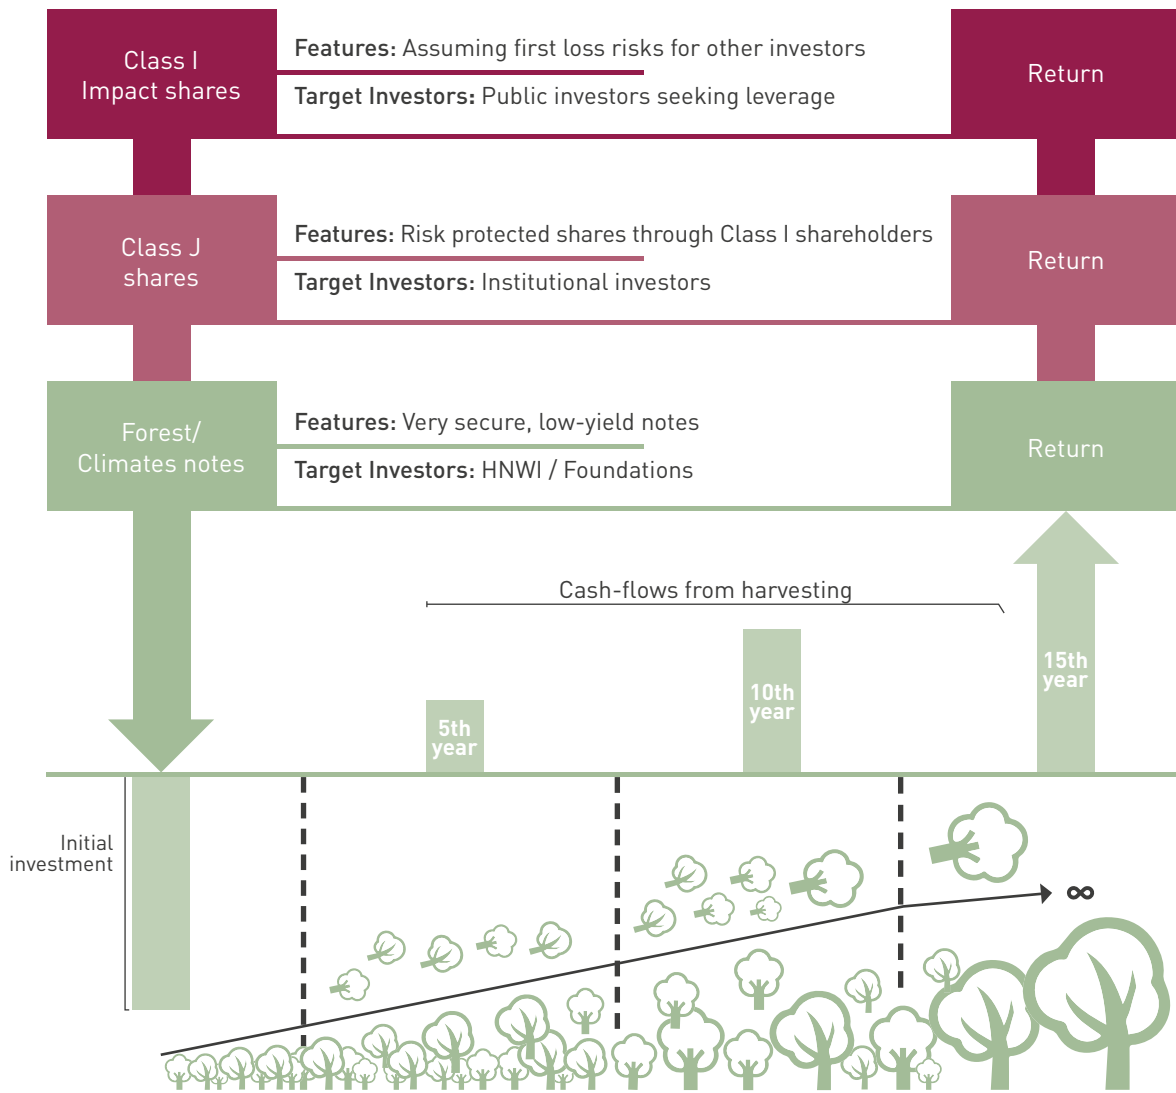 Class I
Impact shares
Features: Assuming first loss risks for other investors
Target Investors: Public investors seeking leverage
Return
Class J
shares
Features: Risk protected shares through Class I shareholders
Target Investors: Institutional investors
Return
Forest/
Climates notes
Features: Very secure, low-yield notes
Target Investors: HNWI / Foundations
Return
Cash-flows from harvesting
5th
year
10th
year
15th
year
Initial
investment
∞